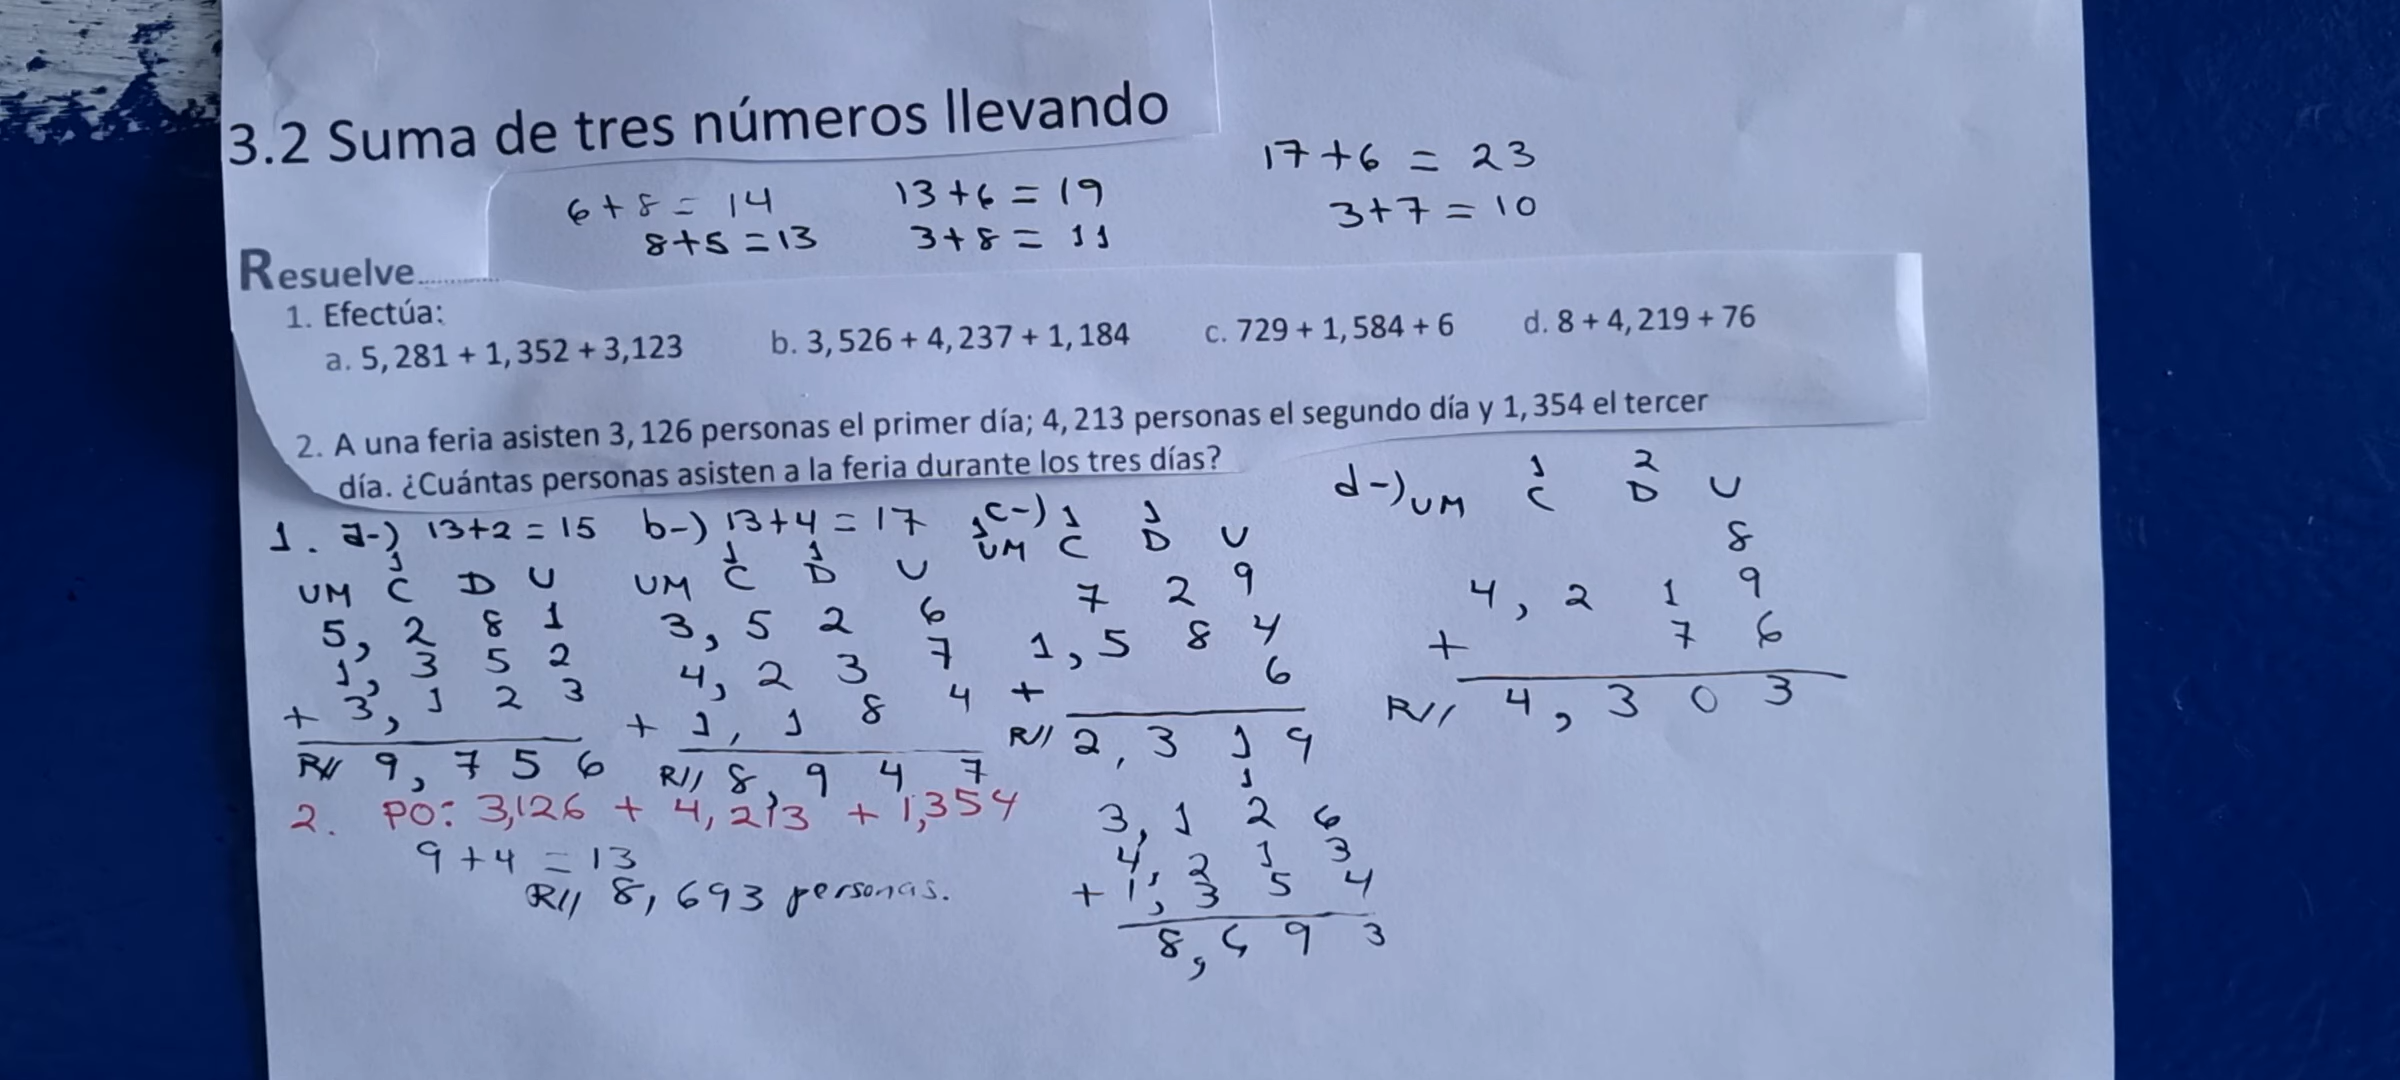 3.2 Suma de tres números llevando
6 + 8 = 14
8 + 5 = 13
13 + 6 = 19
3 + 8 = 11
17 + 6 = 23
3 + 7 = 10
Resuelve............
1. Efectúa:
a. 5,281 + 1,352 + 3,123 b. 3,526 + 4,237 + 1,184 c. 729 + 1,584 + 6 d. 8 + 4,219 + 76
2. A una feria asisten 3,126 personas el primer día; 4,213 personas el segundo día y 1,354 el tercer
día. ¿Cuántas personas asisten a la feria durante los tres días?
1. a-) 13+2 = 15
1
UM C D U
5, 2 8 1
1, 3 5 2
+ 3, 1 2 3
R// 9, 7 5 6
b-) 13+4 = 17
1 1
UM C D U
3, 5 2 6
4, 2 3 7
+ 1, 1 8 4
R// 8, 9 4 7
c-) 1 1
1
UM C D U
7 2 9
1, 5 8 4
+ 6
R// 2, 3 1 9
d-) 1 2
UM C D U
8
4, 2 1 9
+ 7 6
R// 4, 3 0 3
2. PO: 3,126 + 4,213 + 1,354
9 + 4 = 13
R// 8,693 personas.
1
3, 1 2 6
4, 2 1 3
+ 1, 3 5 4
8, 6 9 3